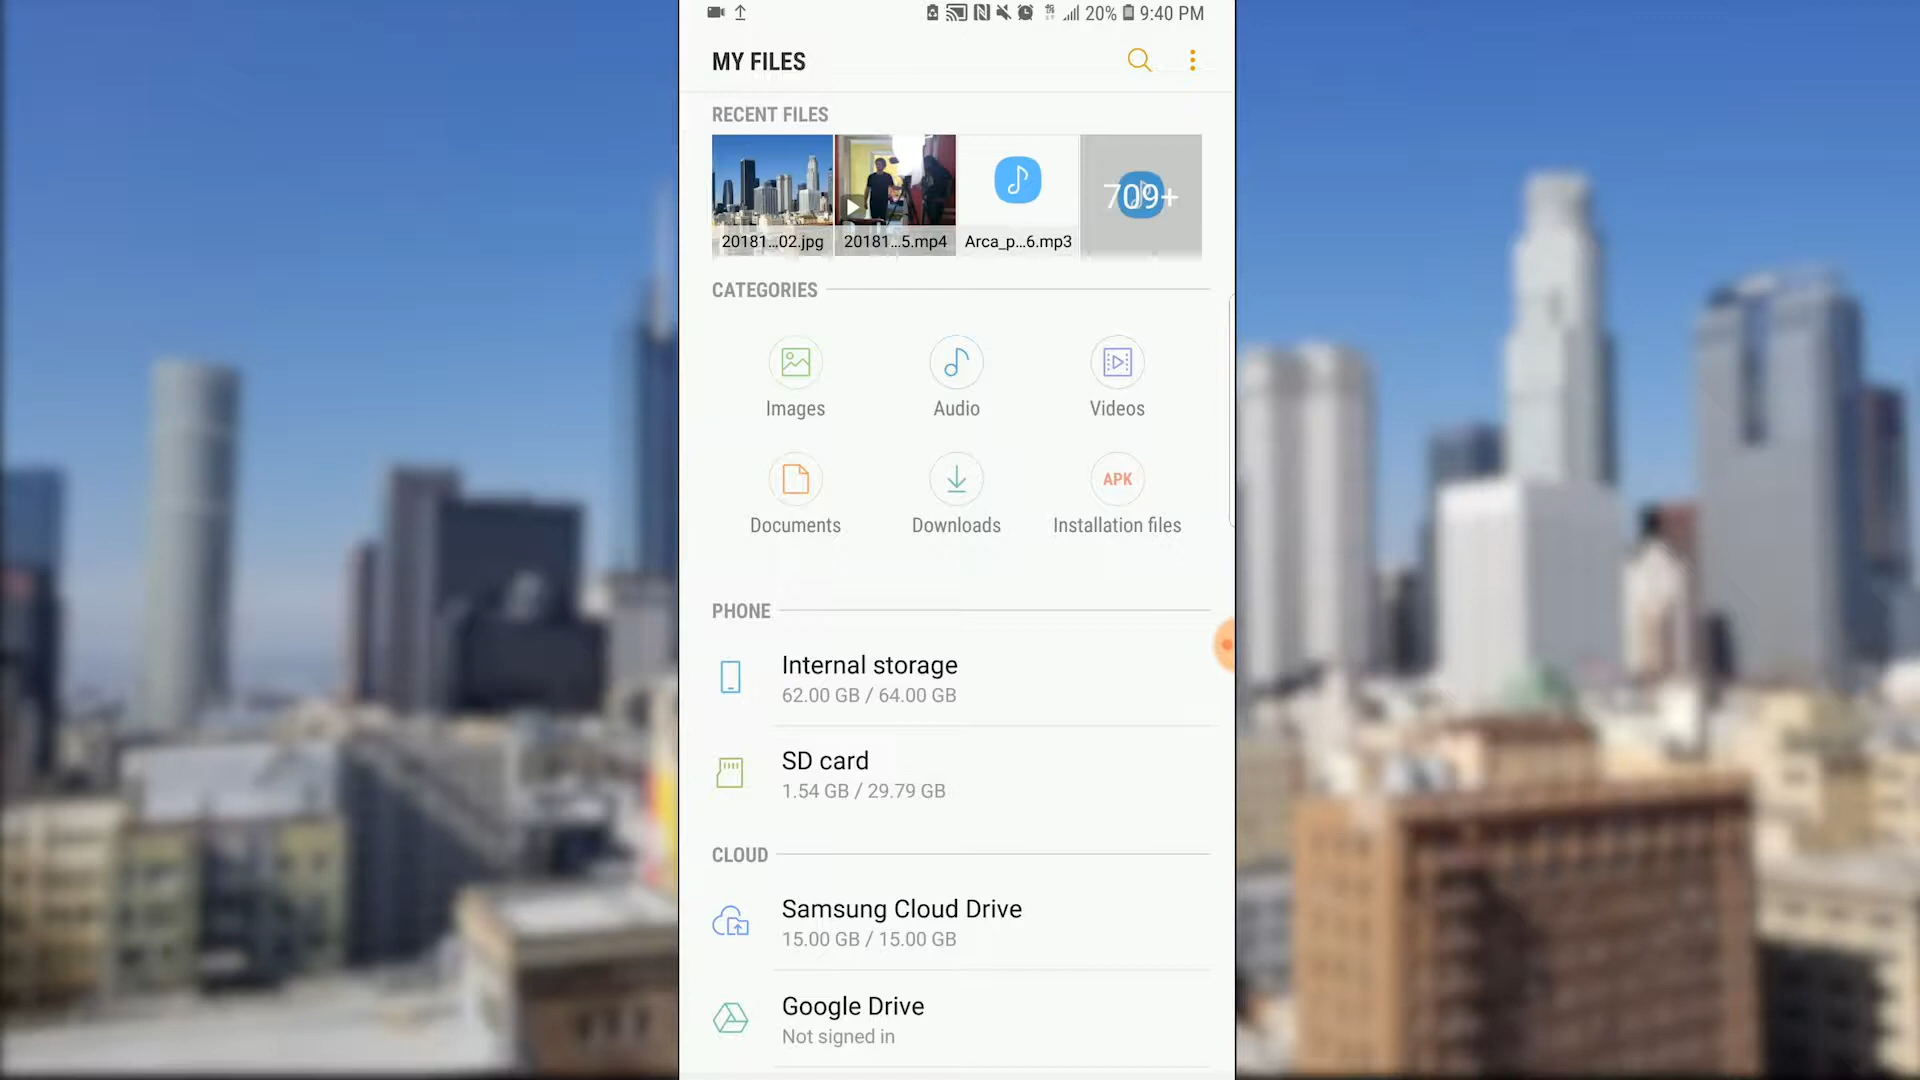 20% 9:40 PM
MY FILES
RECENT FILES
20181...02.jpg
20181...5.mp4
Arca_p...6.mp3
709+
CATEGORIES
Images
Audio
Videos
Documents
Downloads
APK
Installation files
PHONE
Internal storage
62.00 GB / 64.00 GB
SD card
1.54 GB / 29.79 GB
CLOUD
Samsung Cloud Drive
15.00 GB / 15.00 GB
Google Drive
Not signed in